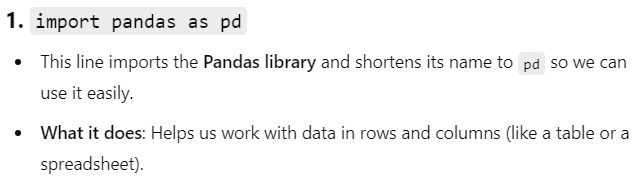 1. import pandas as pd
• This line imports the Pandas library and shortens its name to pd so we can
use it easily.
• What it does: Helps us work with data in rows and columns (like a table or a
spreadsheet).